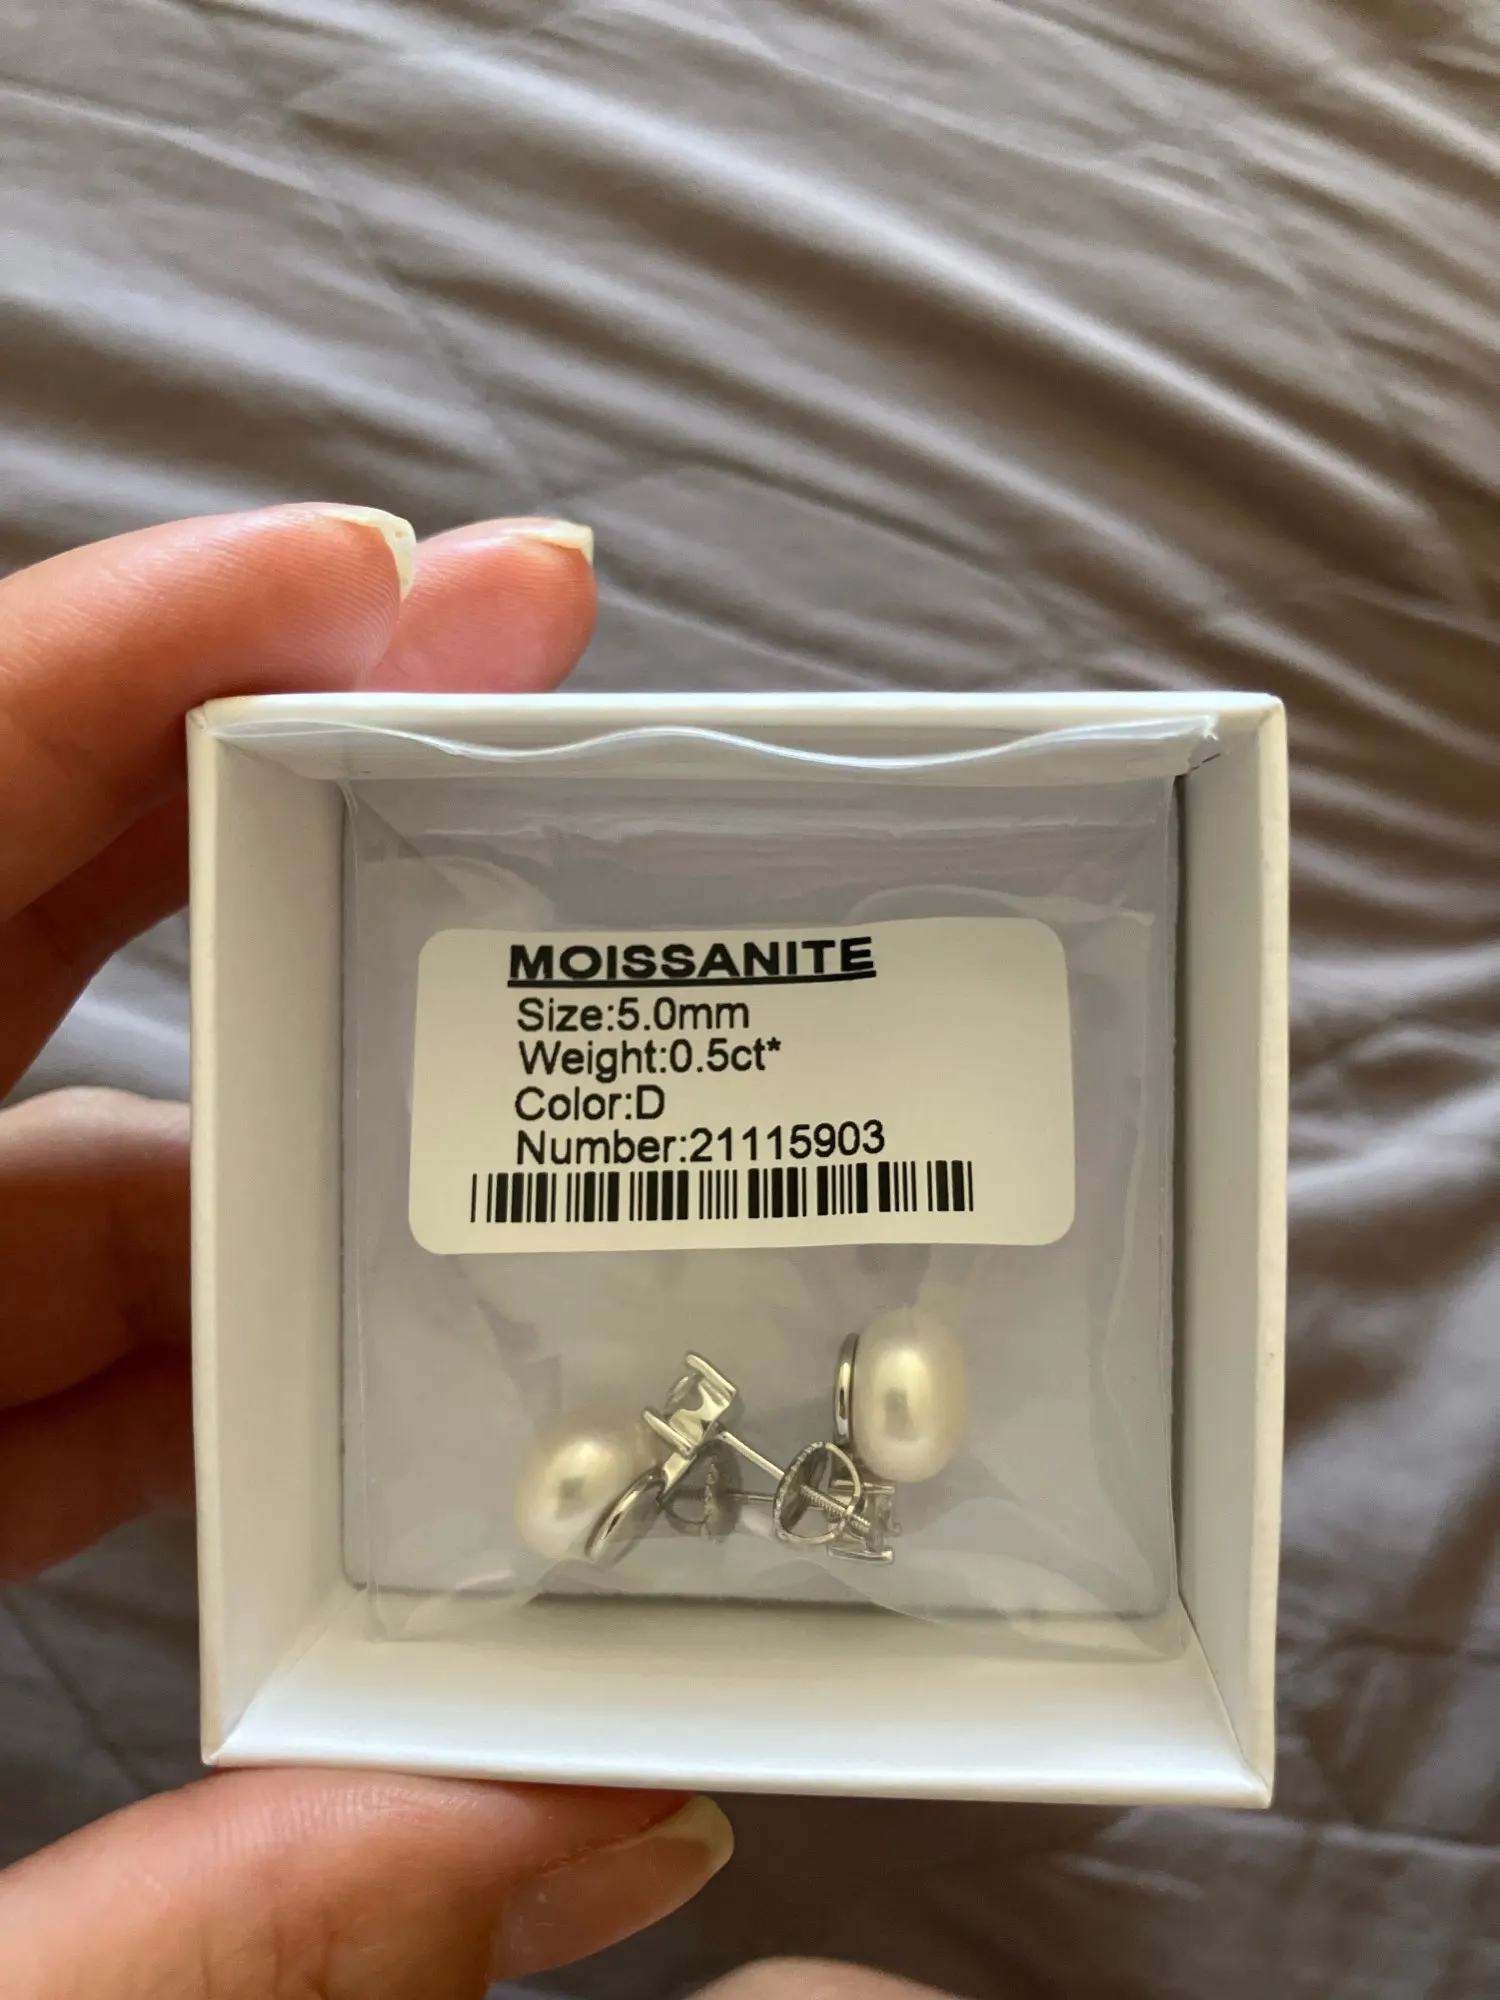 MOISSANITE
Size:5.0mm
Weight:0.5ct*
Color:D
Number:21115903